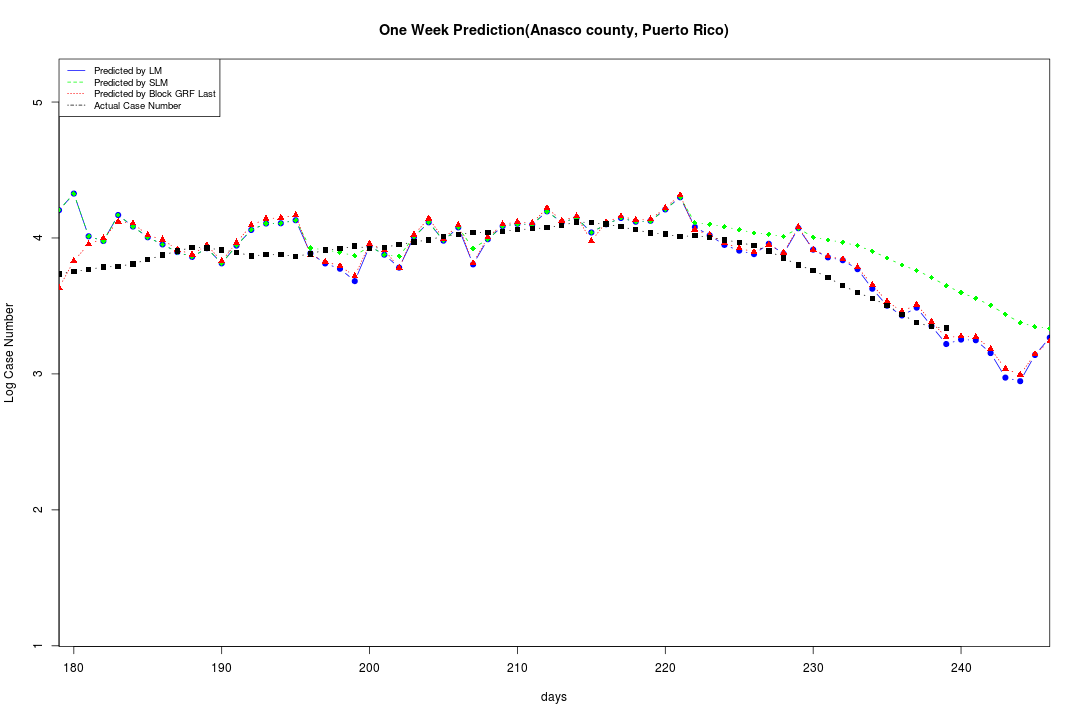 One Week Prediction(Anasco county, Puerto Rico)
Predicted by LM
Predicted by SLM
Predicted by Block GRF Last
Actual Case Number
5
4
3
2
1
Log Case Number
180 190 200 210 220 230 240
days